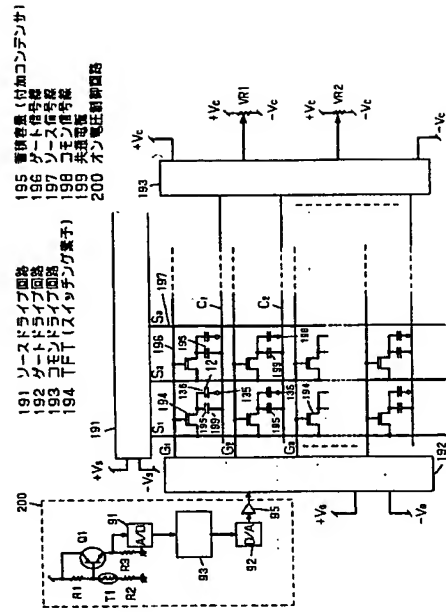 191 ソースドライブ回路
192 ゲートドライブ回路
193 コモンドライブ回路
194 TFT(スイッチング素子)
195 蓄積容量(付加コンデンサ)
196 ゲート信号線
197 ソース信号線
198 コモン信号線
199 共通電極
200 オン電圧制御回路
200
R1
T1
R2
Q1
R3
91
A/D
93
D/A
92
95
+Vs
-Vs
191
192
193
194
S1
S2
S3
196
197
G1
G2
G3
C1
C2
136
12
135
195
199
198
+Vc
-Vc
+Vc
VR1
-Vc
+Vc
VR2
-Vc